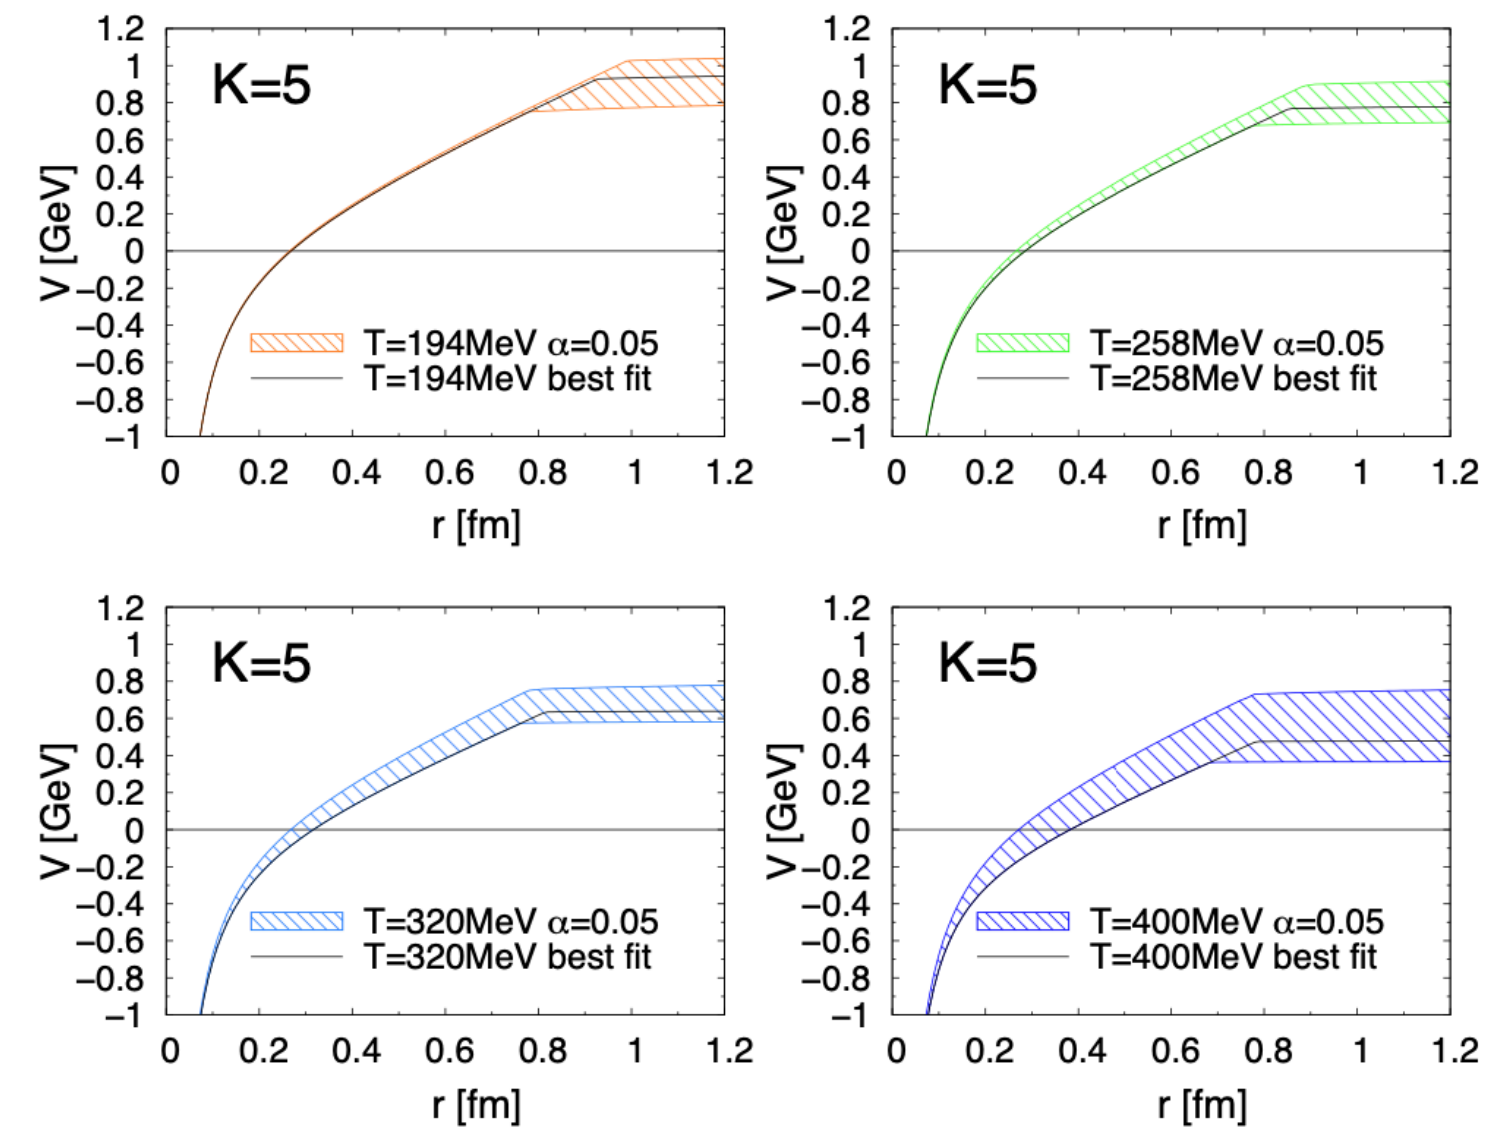 1.2
1
0.8
0.6
0.4
0.2
0
−0.2
−0.4
−0.6
−0.8
−1
V [GeV]
K=5
T=194MeV α=0.05
T=194MeV best fit
0 0.2 0.4 0.6 0.8 1 1.2
r [fm]
1.2
1
0.8
0.6
0.4
0.2
0
−0.2
−0.4
−0.6
−0.8
−1
V [GeV]
K=5
T=258MeV α=0.05
T=258MeV best fit
0 0.2 0.4 0.6 0.8 1 1.2
r [fm]
1.2
1
0.8
0.6
0.4
0.2
0
−0.2
−0.4
−0.6
−0.8
−1
V [GeV]
K=5
T=320MeV α=0.05
T=320MeV best fit
0 0.2 0.4 0.6 0.8 1 1.2
r [fm]
1.2
1
0.8
0.6
0.4
0.2
0
−0.2
−0.4
−0.6
−0.8
−1
V [GeV]
K=5
T=400MeV α=0.05
T=400MeV best fit
0 0.2 0.4 0.6 0.8 1 1.2
r [fm]